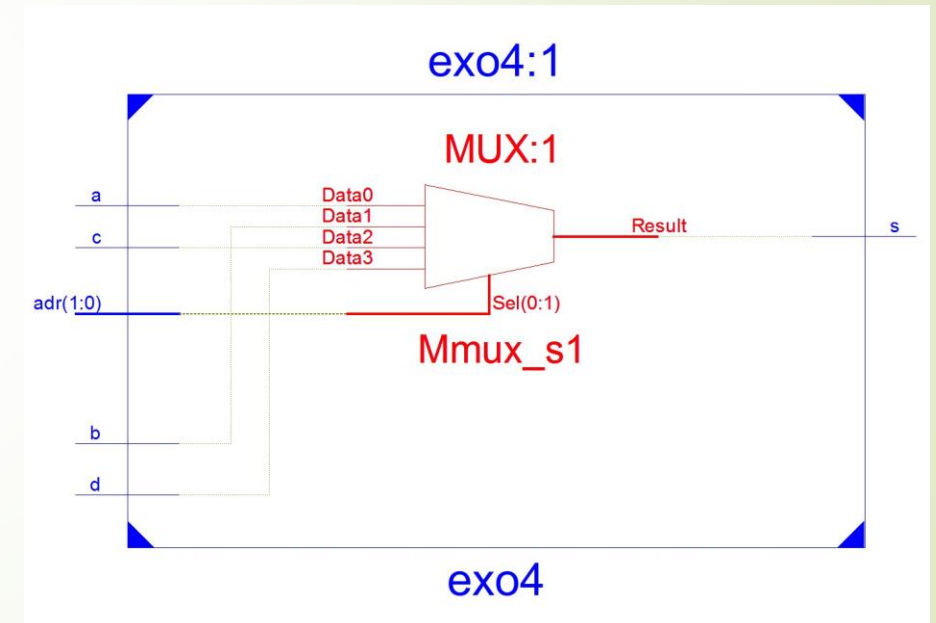 exo4:1
MUX:1
a
Data0
Data1
c
Data2
Data3
Result
s
adr(1:0)
Sel(0:1)
Mmux_s1
b
d
exo4